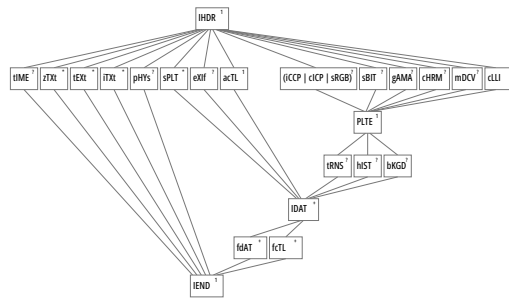 IHDR 1
tIME ? zTXt * tEXt * iTXt * pHYs ? sPLT * eXIf ? acTL 1 (iCCP | cICP | sRGB) ? sBIT ? gAMA ? cHRM ? mDCV ? cLLI
PLTE 1
tRNS ? hIST ? bKGD ?
IDAT +
fdAT + fcTL +
IEND 1